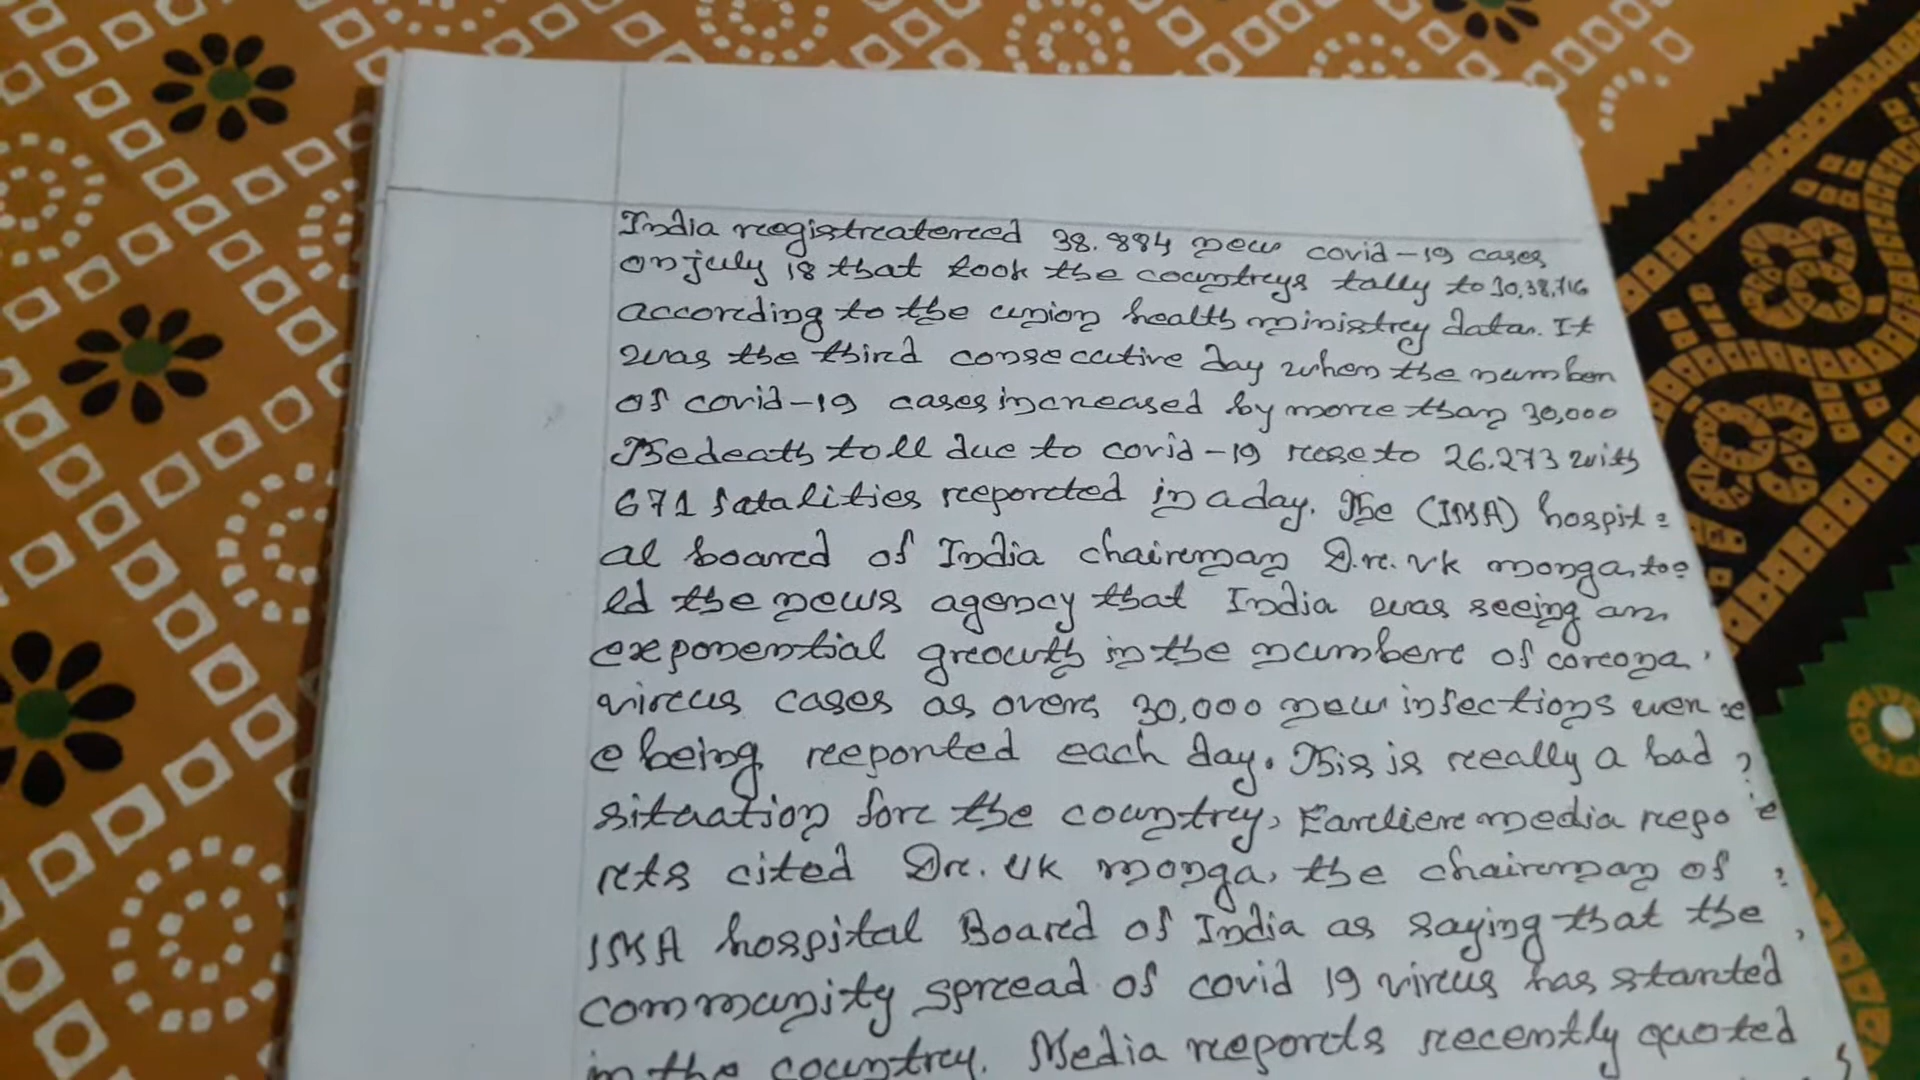 India registratered 38.884 new covid-19 cases
on july 18 that took the countrys tally to 30,38,716
according to the union health ministry data. It
was the third consecutive day when the number
of covid-19 cases increased by more than 30,000
The death toll due to covid-19 rose to 26.273 with
671 fatalities reported in a day. The (IMA) hospit=
al board of India chairman Dr. VK monga, to=
ld the news agency that India was seeing an
exponential growth in the number of corona
virus cases as overs 30,000 new infections wer
e being reported each day. This is really a bad
situation for the country, Earlier media repo
rts cited Dr. VK monga, the chairman of
IMA hospital Board of India as saying that the
community spread of covid 19 virus has started
in the country. Media reports recently quoted